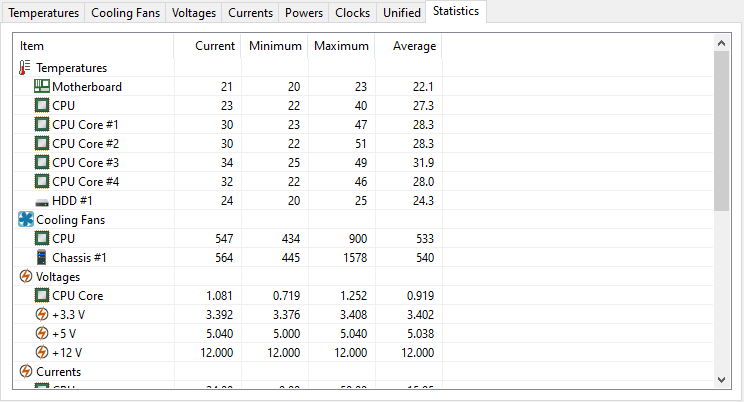 Temperatures Cooling Fans Voltages Currents Powers Clocks Unified Statistics
Item Current Minimum Maximum Average
Temperatures
Motherboard 21 20 23 22.1
CPU 23 22 40 27.3
CPU Core #1 30 23 47 28.3
CPU Core #2 30 22 51 28.3
CPU Core #3 34 25 49 31.9
CPU Core #4 32 22 46 28.0
HDD #1 24 20 25 24.3
Cooling Fans
CPU 547 434 900 533
Chassis #1 564 445 1578 540
Voltages
CPU Core 1.081 0.719 1.252 0.919
+3.3 V 3.392 3.376 3.408 3.402
+5 V 5.040 5.000 5.040 5.038
+12 V 12.000 12.000 12.000 12.000
Currents
CPU